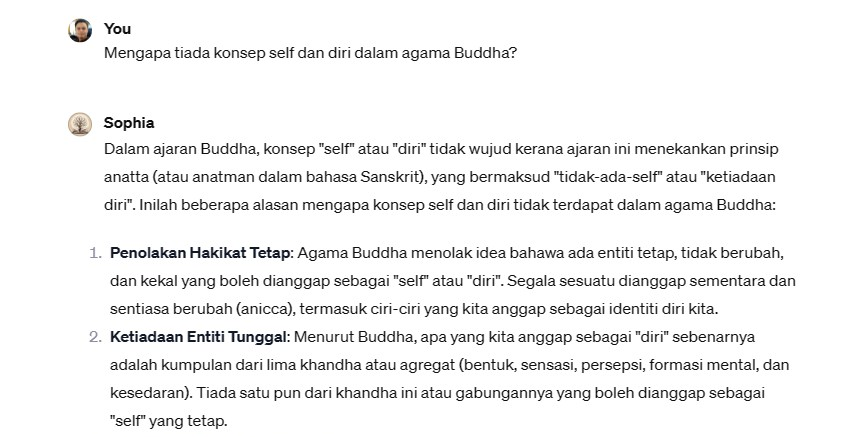 You
Mengapa tiada konsep self dan diri dalam agama Buddha?
Sophia
Dalam ajaran Buddha, konsep "self" atau "diri" tidak wujud kerana ajaran ini menekankan prinsip
anatta (atau anatman dalam bahasa Sanskrit), yang bermaksud "tidak-ada-self" atau "ketiadaan
diri". Inilah beberapa alasan mengapa konsep self dan diri tidak terdapat dalam agama Buddha:
1. Penolakan Hakikat Tetap: Agama Buddha menolak idea bahawa ada entiti tetap, tidak berubah,
dan kekal yang boleh dianggap sebagai "self" atau "diri". Segala sesuatu dianggap sementara dan
sentiasa berubah (anicca), termasuk ciri-ciri yang kita anggap sebagai identiti diri kita.
2. Ketiadaan Entiti Tunggal: Menurut Buddha, apa yang kita anggap sebagai "diri" sebenarnya
adalah kumpulan dari lima khandha atau agregat (bentuk, sensasi, persepsi, formasi mental, dan
kesedaran). Tiada satu pun dari khandha ini atau gabungannya yang boleh dianggap sebagai
"self" yang tetap.